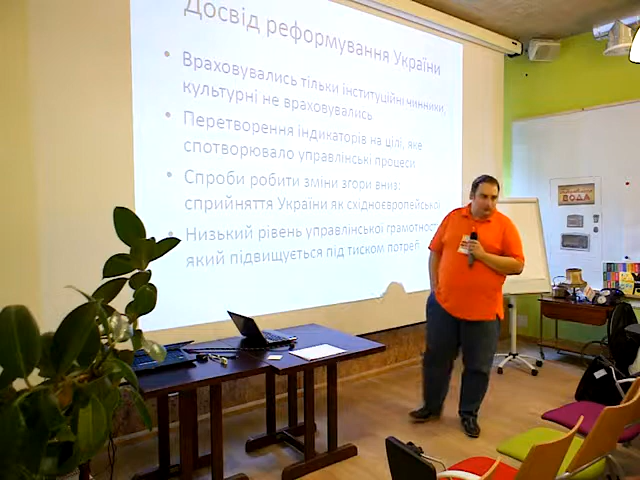 Досвід реформування України
• Враховувались тільки інституційні чинники,
культурні не враховувались
• Перетворення індикаторів на цілі, яке
спотворювало управлінські процеси
• Спроби робити зміни згори вниз:
сприйняття України як східноєвропейської
• Низький рівень управлінської грамотності,
який підвищується під тиском потреб
ВОДА